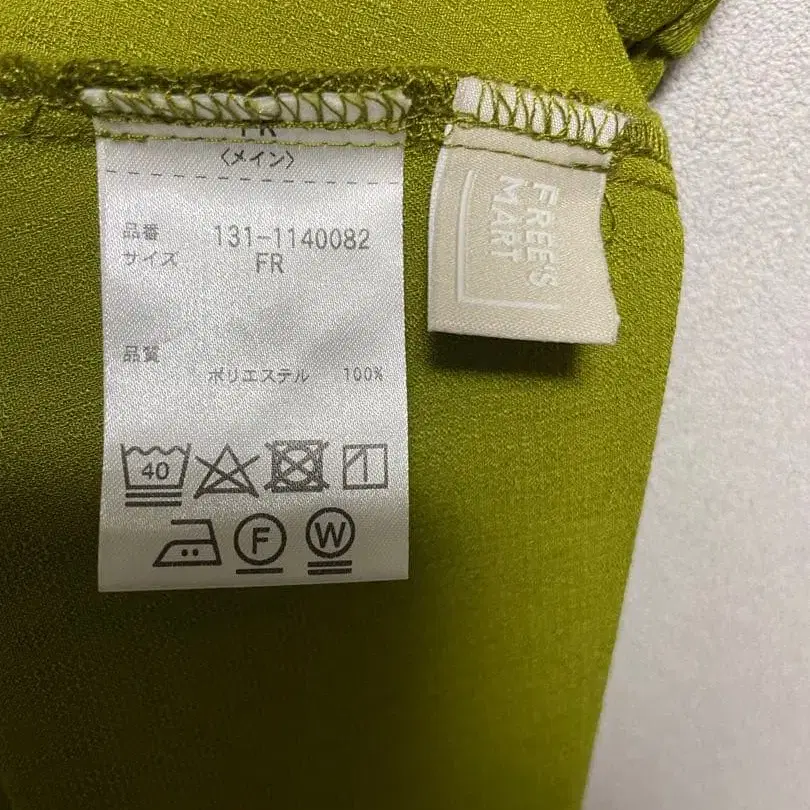 FR
〈メイン〉
品番 131-1140082
サイズ FR
品質
ポリエステル 100%
40
F
W
FREE'S
MART